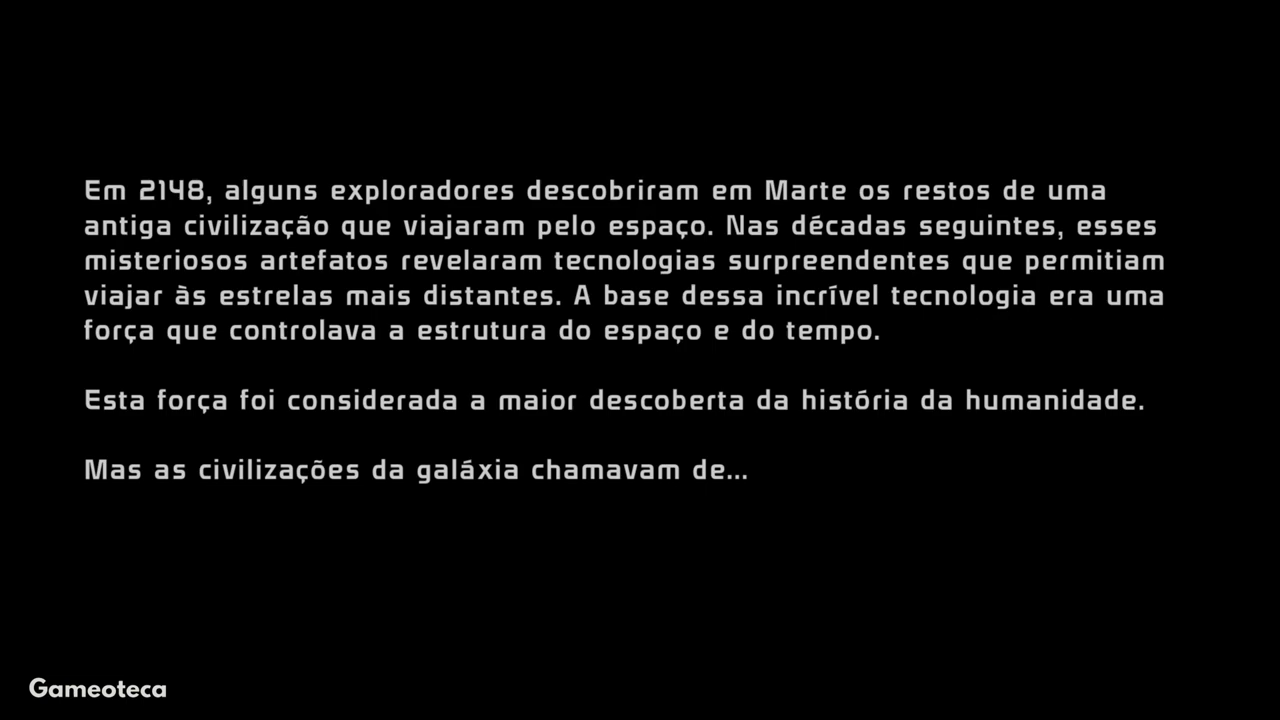 Em 2148, alguns exploradores descobriram em Marte os restos de uma
antiga civilização que viajaram pelo espaço. Nas décadas seguintes, esses
misteriosos artefatos revelaram tecnologias surpreendentes que permitiam
viajar às estrelas mais distantes. A base dessa incrível tecnologia era uma
força que controlava a estrutura do espaço e do tempo.
Esta força foi considerada a maior descoberta da história da humanidade.
Mas as civilizações da galáxia chamavam de...
Gameoteca